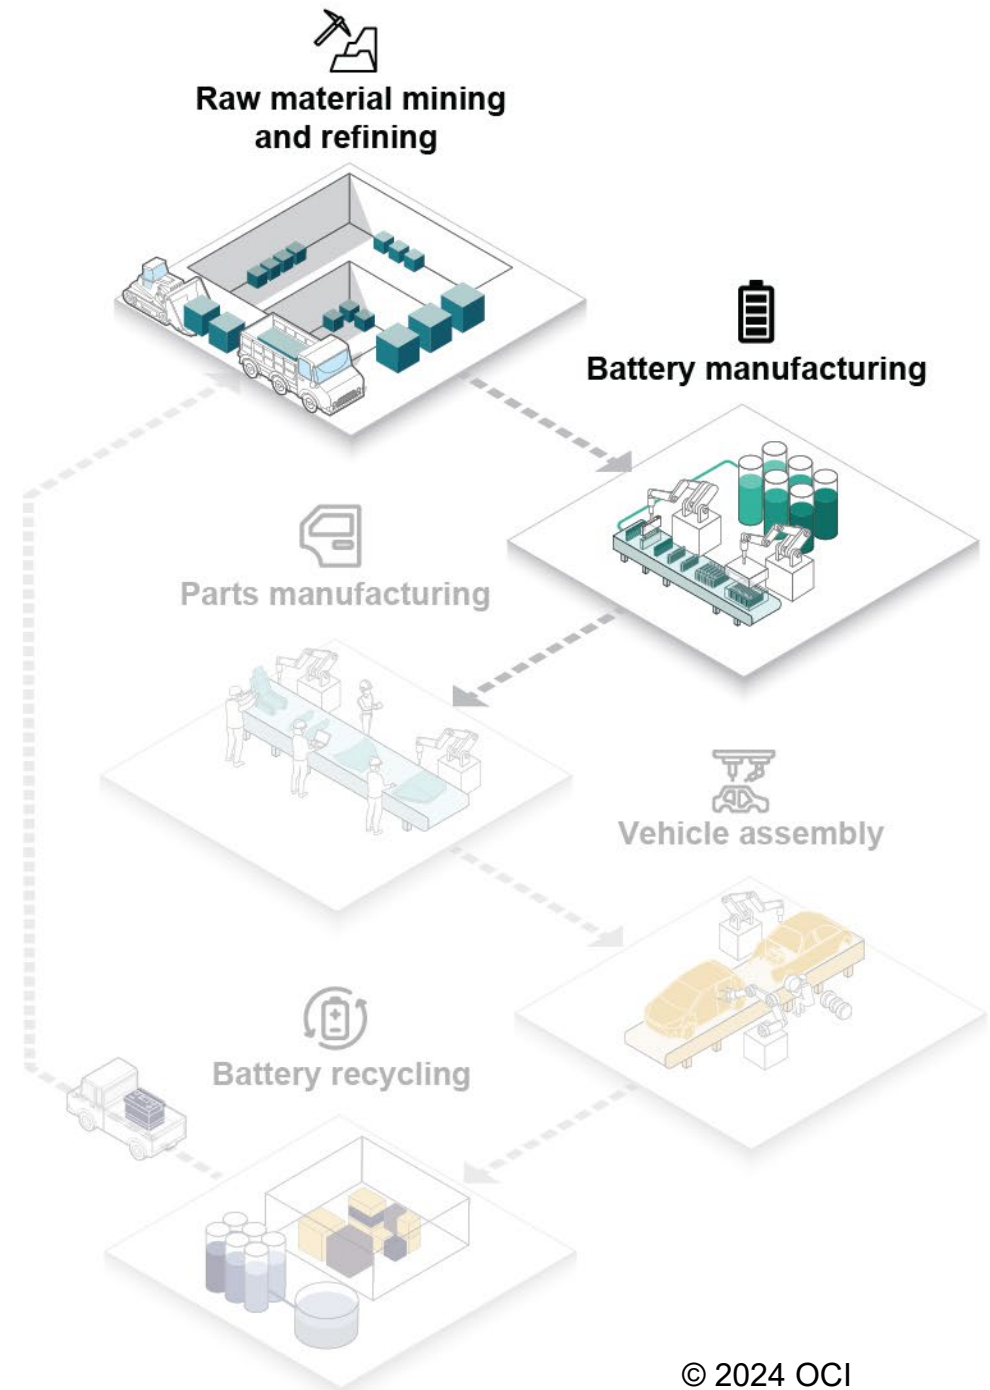 Raw material mining
and refining
Battery manufacturing
Parts manufacturing
Vehicle assembly
Battery recycling
© 2024 OCI